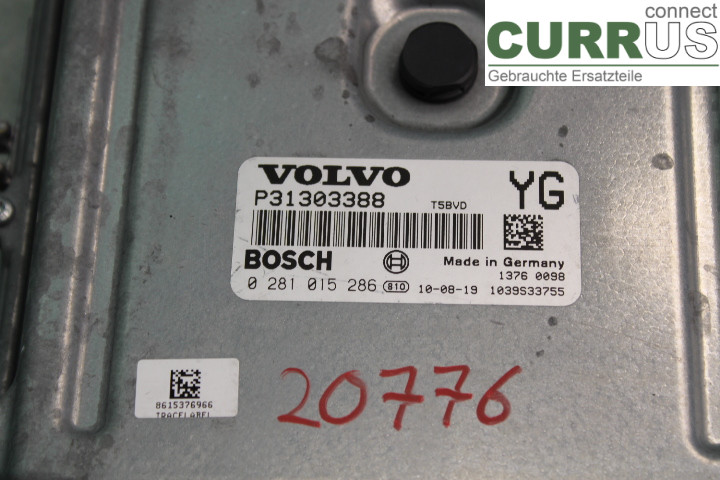 connect
CURRUS
Gebrauchte Ersatzteile
VOLVO YG
P31303388 T5BVD
BOSCH Made in Germany
1376 0098
0 281 015 286 810 10-08-19 1039S33755
20776
8615376966
TRACELABEL